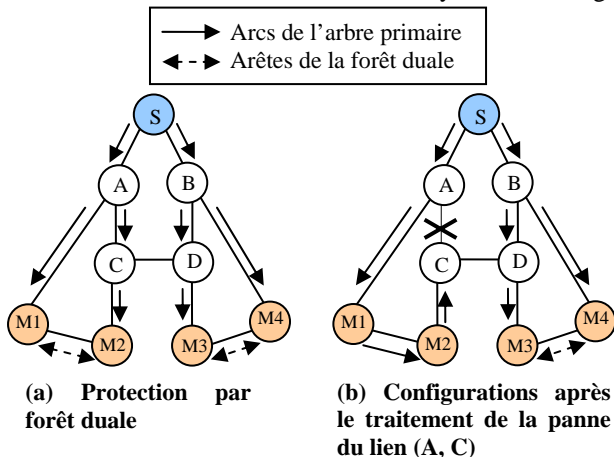 Arcs de l'arbre primaire
Arêtes de la forêt duale
S
A
B
C
D
M1
M2
M3
M4
(a) Protection par
forêt duale
S
A
B
C
D
M1
M2
M3
M4
(b) Configurations après
le traitement de la panne
du lien (A, C)